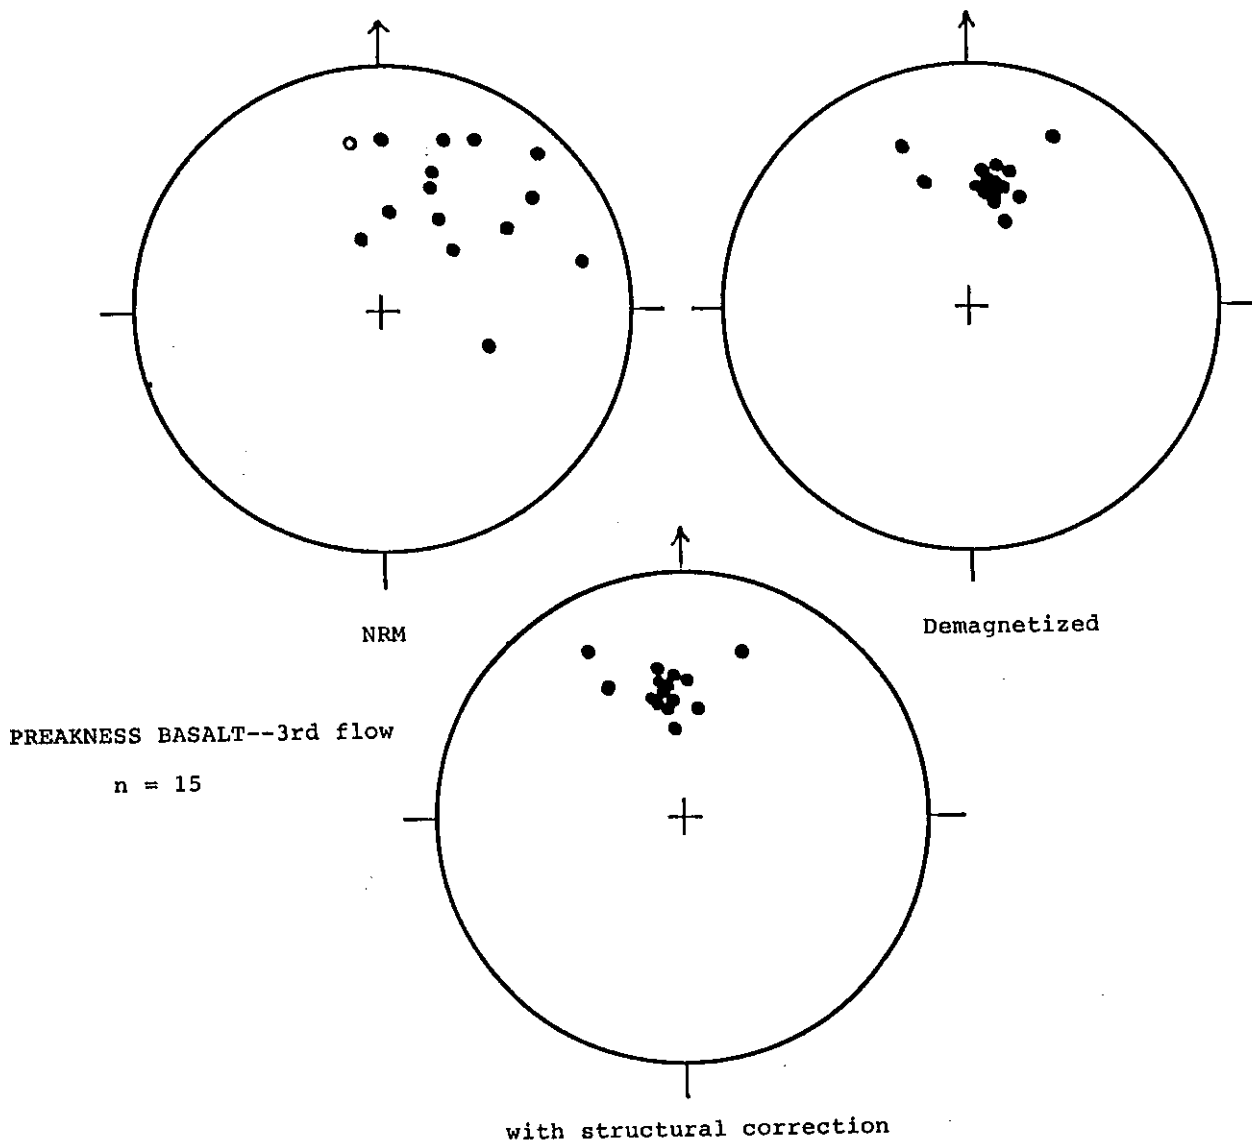 NRM
Demagnetized
PREAKNESS BASALT--3rd flow
n = 15
with structural correction